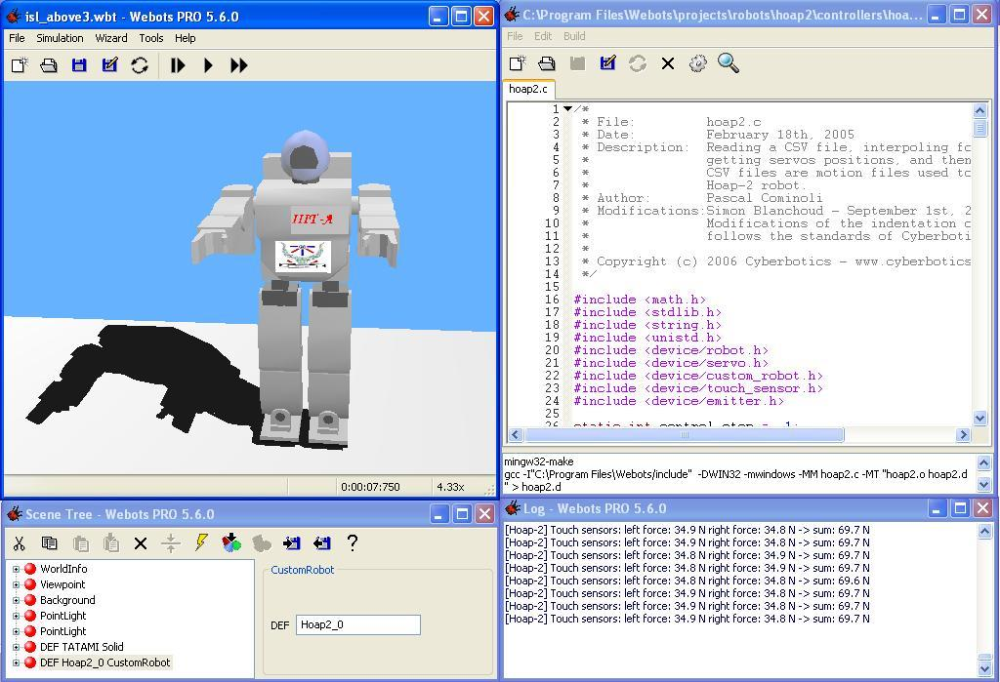 isl_above3.wbt - Webots PRO 5.6.0
File Simulation Wizard Tools Help
IIIT-A
0:00:07:750 4.33x
C:\Program Files\Webots\projects\robots\hoap2\controllers\hoa...
File Edit Build
hoap2.c
1 /*
2 * File: hoap2.c
3 * Date: February 18th, 2005
4 * Description: Reading a CSV file, interpoling fo
5 * getting servos positions, and then
6 * CSV files are motion files used to
7 * Hoap-2 robot.
8 * Author: Pascal Cominoli
9 * Modifications:Simon Blanchoud - September 1st, 2
10 * Modifications of the indentation c
11 * follows the standards of Cyberboti
12 *
13 * Copyright (c) 2006 Cyberbotics - www.cyberbotics
14 */
15
16 #include <math.h>
17 #include <stdlib.h>
18 #include <string.h>
19 #include <unistd.h>
20 #include <device/robot.h>
21 #include <device/servo.h>
22 #include <device/custom_robot.h>
23 #include <device/touch_sensor.h>
24 #include <device/emitter.h>
25
26 static int control_step = -1;
mingw32-make
gcc -I"C:\Program Files\Webots/include" -DWIN32 -mwindows -MM hoap2.c -MT "hoap2.o hoap2.d
" > hoap2.d
Scene Tree - Webots PRO 5.6.0
WorldInfo
Viewpoint
Background
PointLight
PointLight
DEF TATAMI Solid
DEF Hoap2_0 CustomRobot
CustomRobot
DEF Hoap2_0
Log - Webots PRO 5.6.0
[Hoap-2] Touch sensors: left force: 34.9 N right force: 34.8 N -> sum: 69.7 N
[Hoap-2] Touch sensors: left force: 34.8 N right force: 34.9 N -> sum: 69.7 N
[Hoap-2] Touch sensors: left force: 34.9 N right force: 34.8 N -> sum: 69.7 N
[Hoap-2] Touch sensors: left force: 34.8 N right force: 34.9 N -> sum: 69.7 N
[Hoap-2] Touch sensors: left force: 34.8 N right force: 34.8 N -> sum: 69.6 N
[Hoap-2] Touch sensors: left force: 34.9 N right force: 34.8 N -> sum: 69.7 N
[Hoap-2] Touch sensors: left force: 34.8 N right force: 34.9 N -> sum: 69.7 N
[Hoap-2] Touch sensors: left force: 34.9 N right force: 34.8 N -> sum: 69.7 N